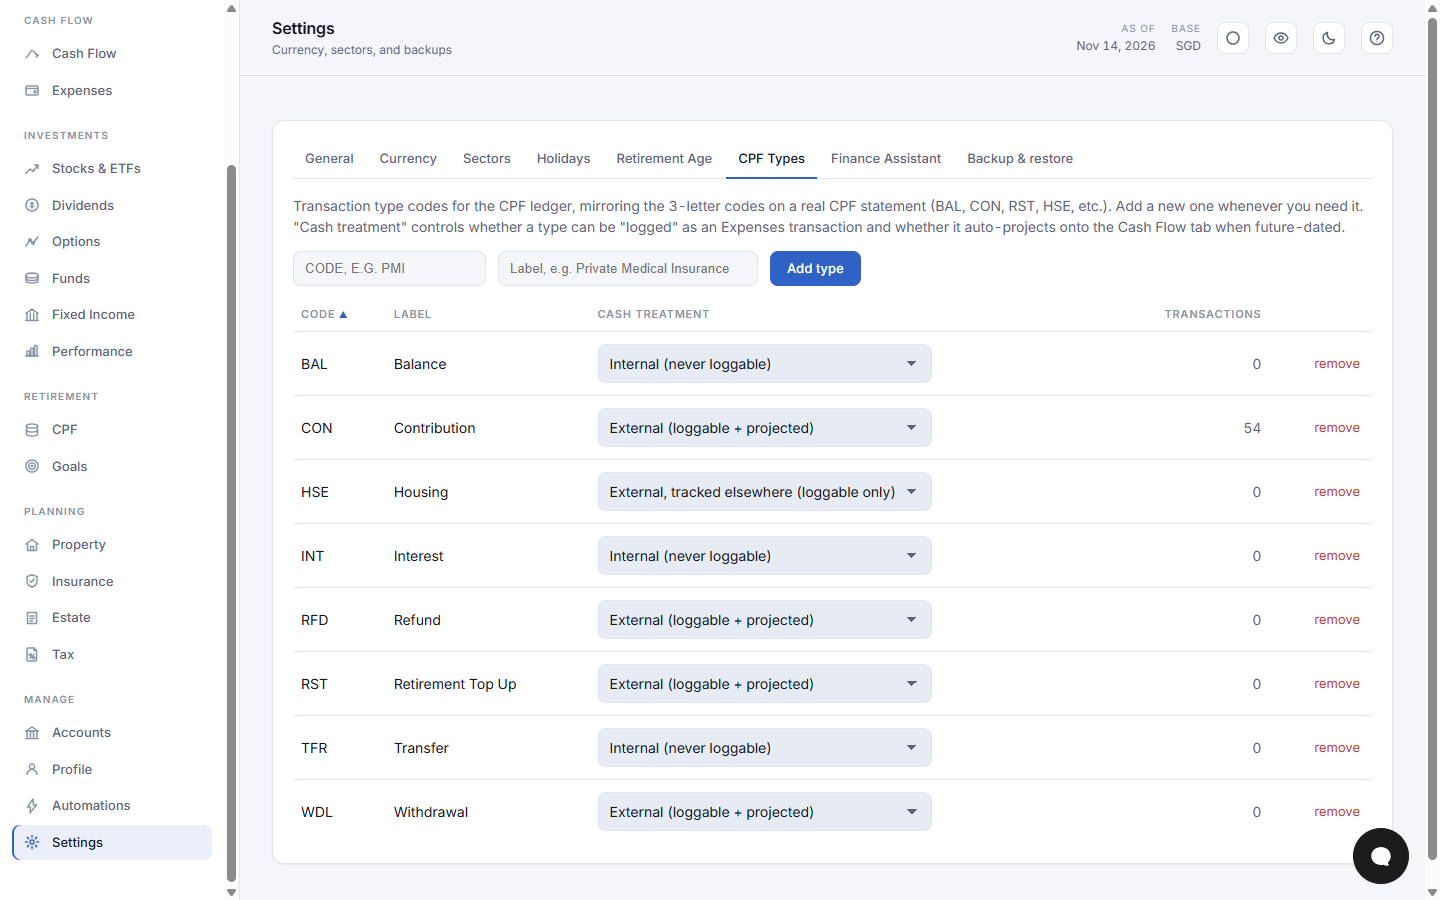 CASH FLOW
Cash Flow
Expenses
INVESTMENTS
Stocks & ETFs
Dividends
Options
Funds
Fixed Income
Performance
RETIREMENT
CPF
Goals
PLANNING
Property
Insurance
Estate
Tax
MANAGE
Accounts
Profile
Automations
Settings
Settings
Currency, sectors, and backups
AS OF
Nov 14, 2026
BASE
SGD
General Currency Sectors Holidays Retirement Age CPF Types Finance Assistant Backup & restore
Transaction type codes for the CPF ledger, mirroring the 3-letter codes on a real CPF statement (BAL, CON, RST, HSE, etc.). Add a new one whenever you need it.
"Cash treatment" controls whether a type can be "logged" as an Expenses transaction and whether it auto-projects onto the Cash Flow tab when future-dated.
CODE, E.G. PMI Label, e.g. Private Medical Insurance Add type
CODE ▲ LABEL CASH TREATMENT TRANSACTIONS
BAL Balance Internal (never loggable) 0 remove
CON Contribution External (loggable + projected) 54 remove
HSE Housing External, tracked elsewhere (loggable only) 0 remove
INT Interest Internal (never loggable) 0 remove
RFD Refund External (loggable + projected) 0 remove
RST Retirement Top Up External (loggable + projected) 0 remove
TFR Transfer Internal (never loggable) 0 remove
WDL Withdrawal External (loggable + projected) 0 remove